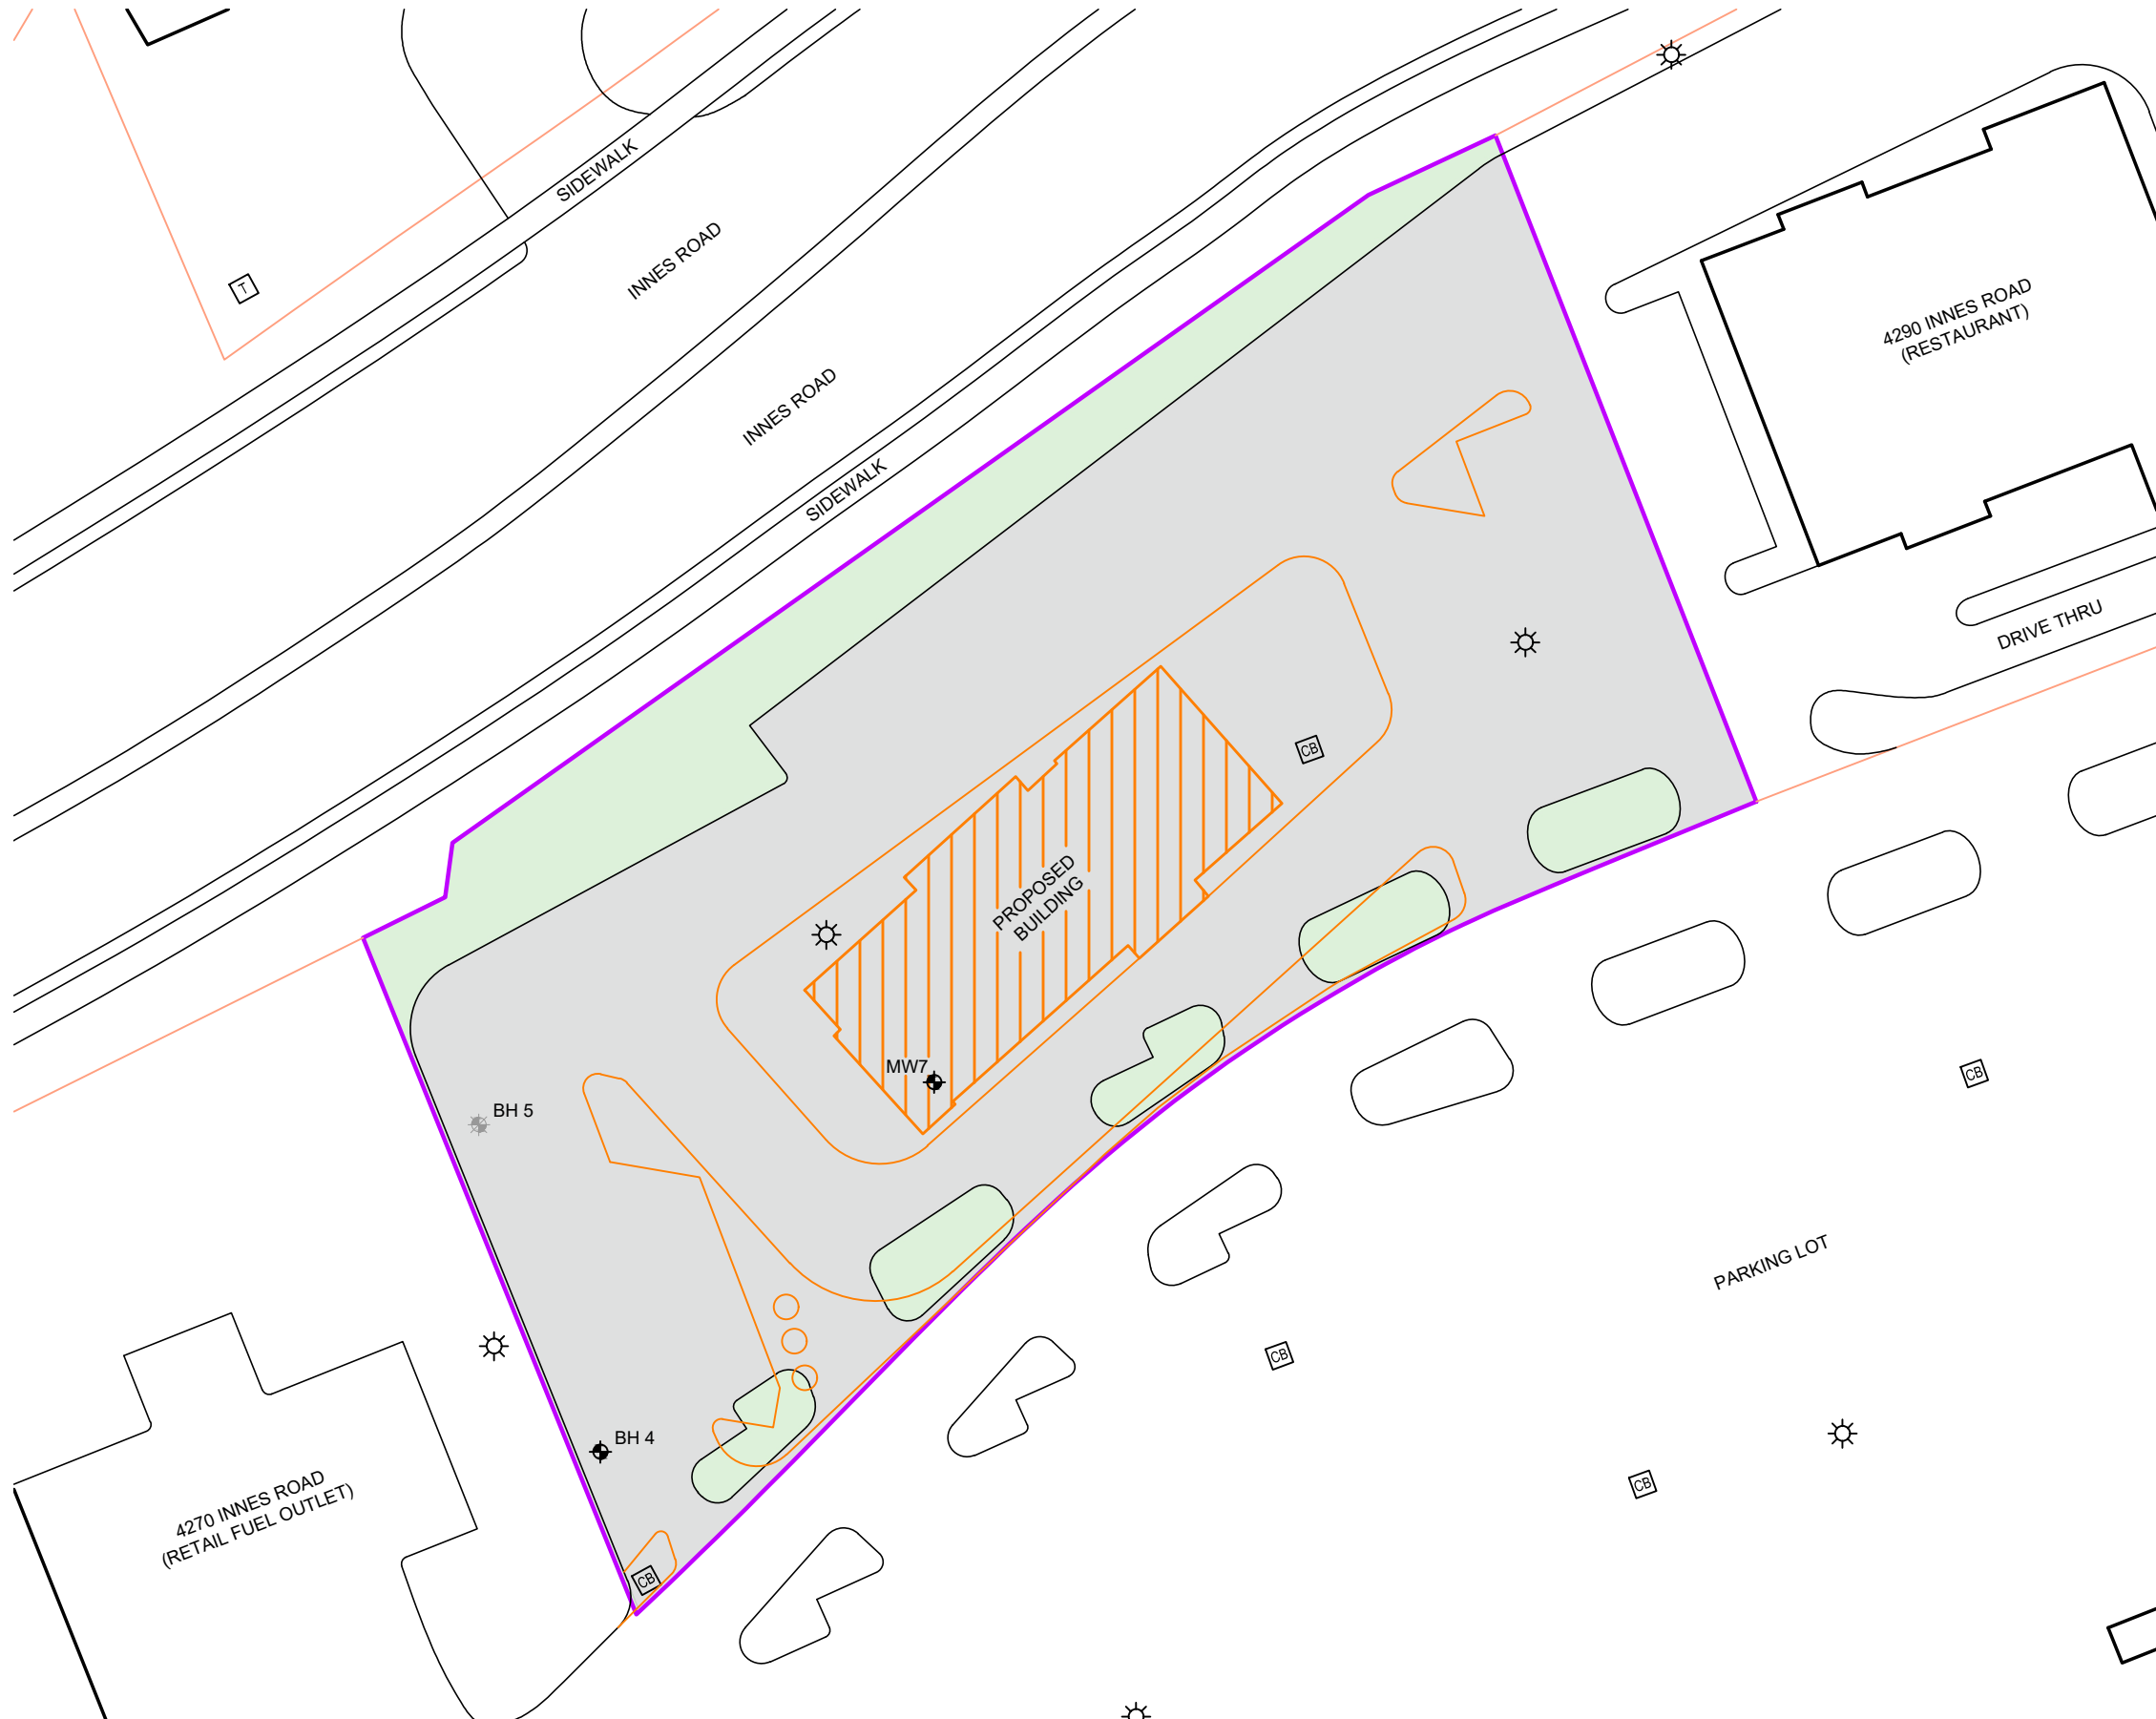 SIDEWALK
T
INNES ROAD
4290 INNES ROAD
(RESTAURANT)
INNES ROAD
SIDEWALK
DRIVE THRU
CB
PROPOSED
BUILDING
MW7
CB
BH 5
PARKING LOT
CB
BH 4
CB
4270 INNES ROAD
(RETAIL FUEL OUTLET)
CB